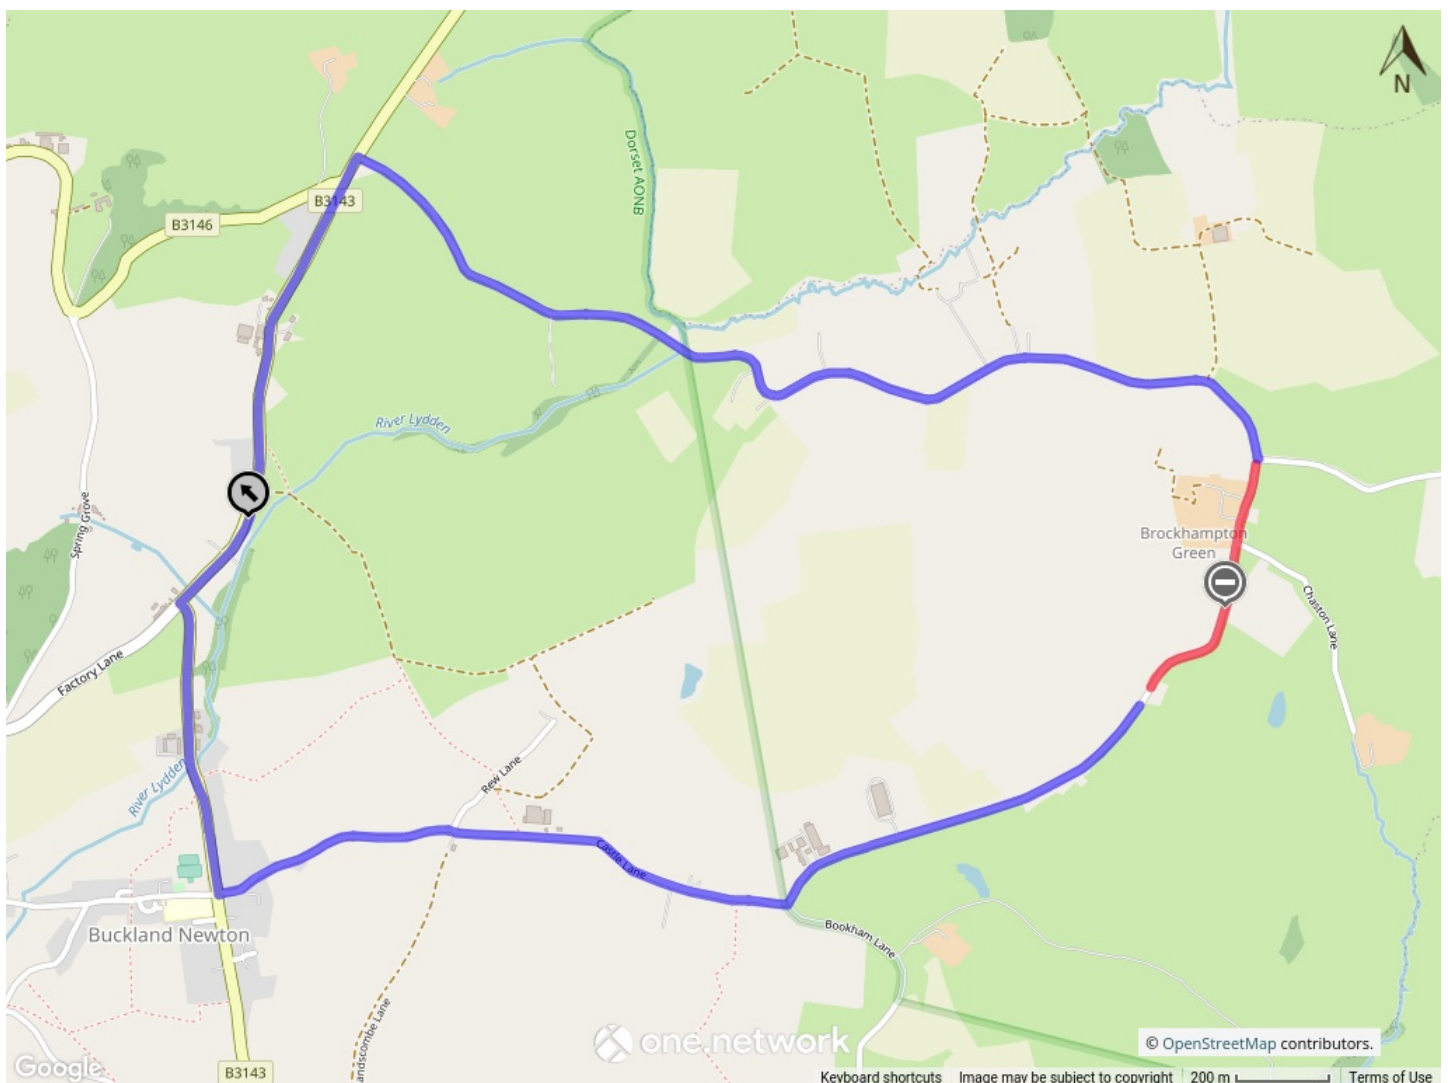 N
Dorset AONB
B3143
B3146
River Lydden
Spring Grove
Brockhampton
Green
Chaston Lane
Factory Lane
River Lydden
Rew Lane
Castle Lane
Bookham Lane
Buckland Newton
andscombe Lane
B3143
one.network
© OpenStreetMap contributors.
Google
Keyboard shortcuts Image may be subject to copyright 200 m Terms of Use